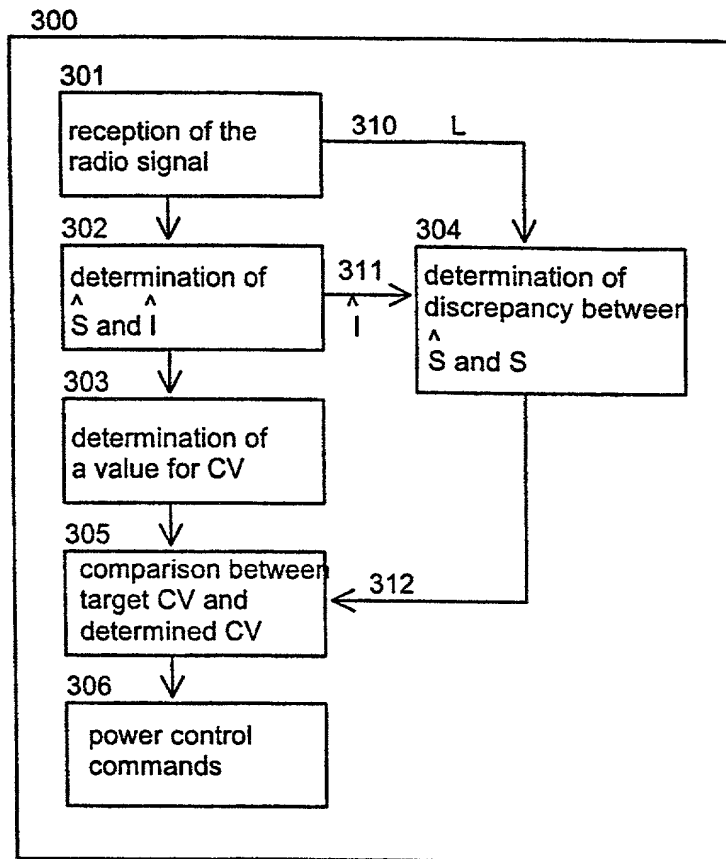 300
301
reception of the
radio signal
310 L
302
determination of
Ŝ and Î
311
Î
304
determination of
discrepancy between
Ŝ and S
303
determination of
a value for CV
305
comparison between
target CV and
determined CV
312
306
power control
commands